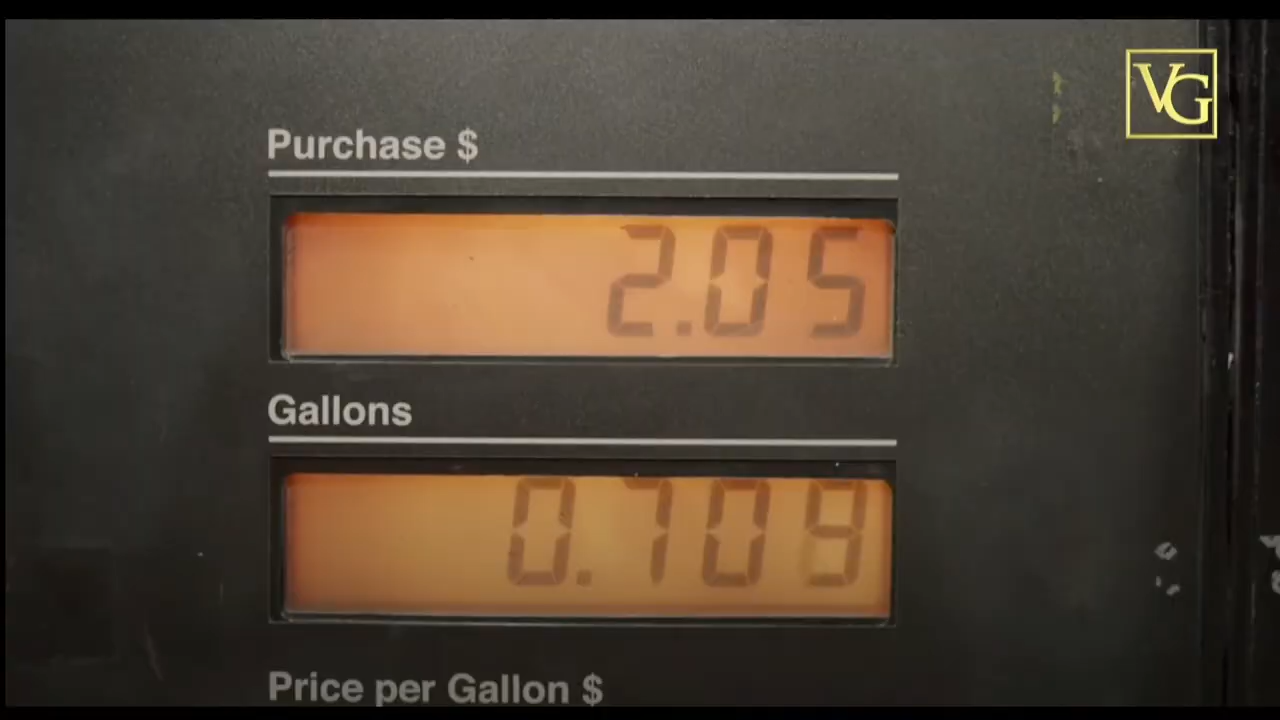 VG
Purchase $
2.05
Gallons
0.709
Price per Gallon $